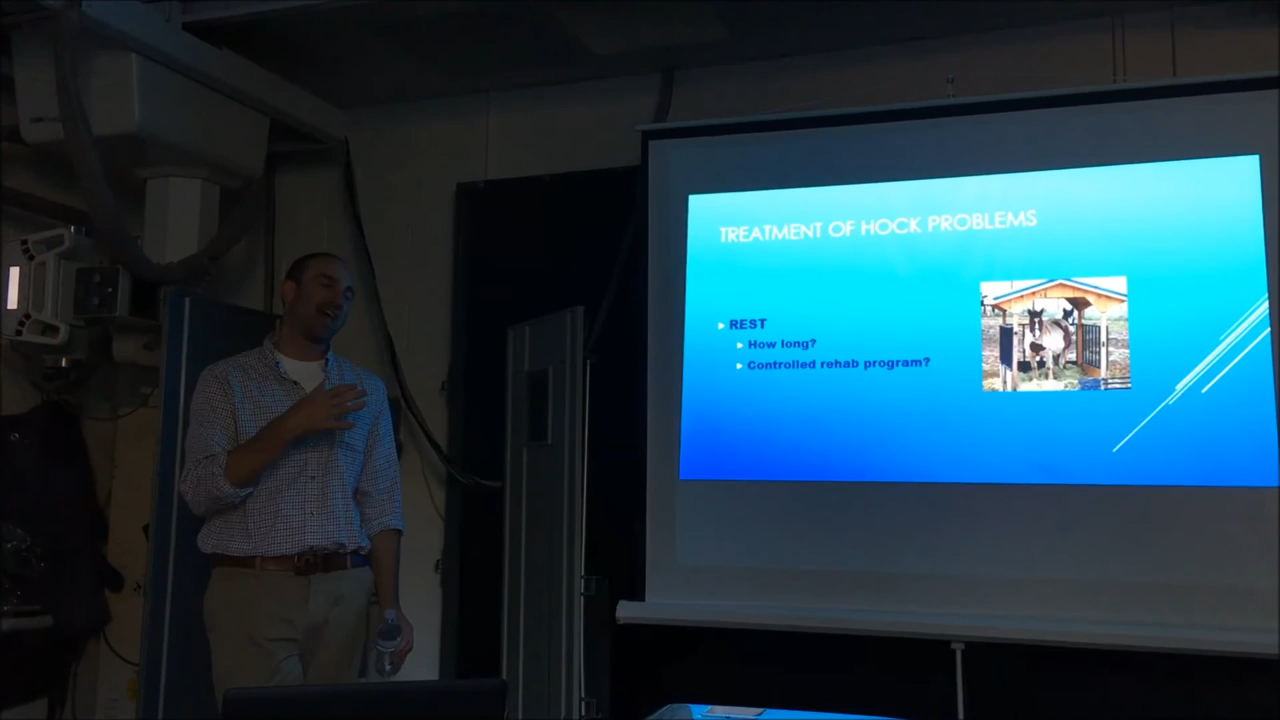 TREATMENT OF HOCK PROBLEMS
REST
How long?
Controlled rehab program?